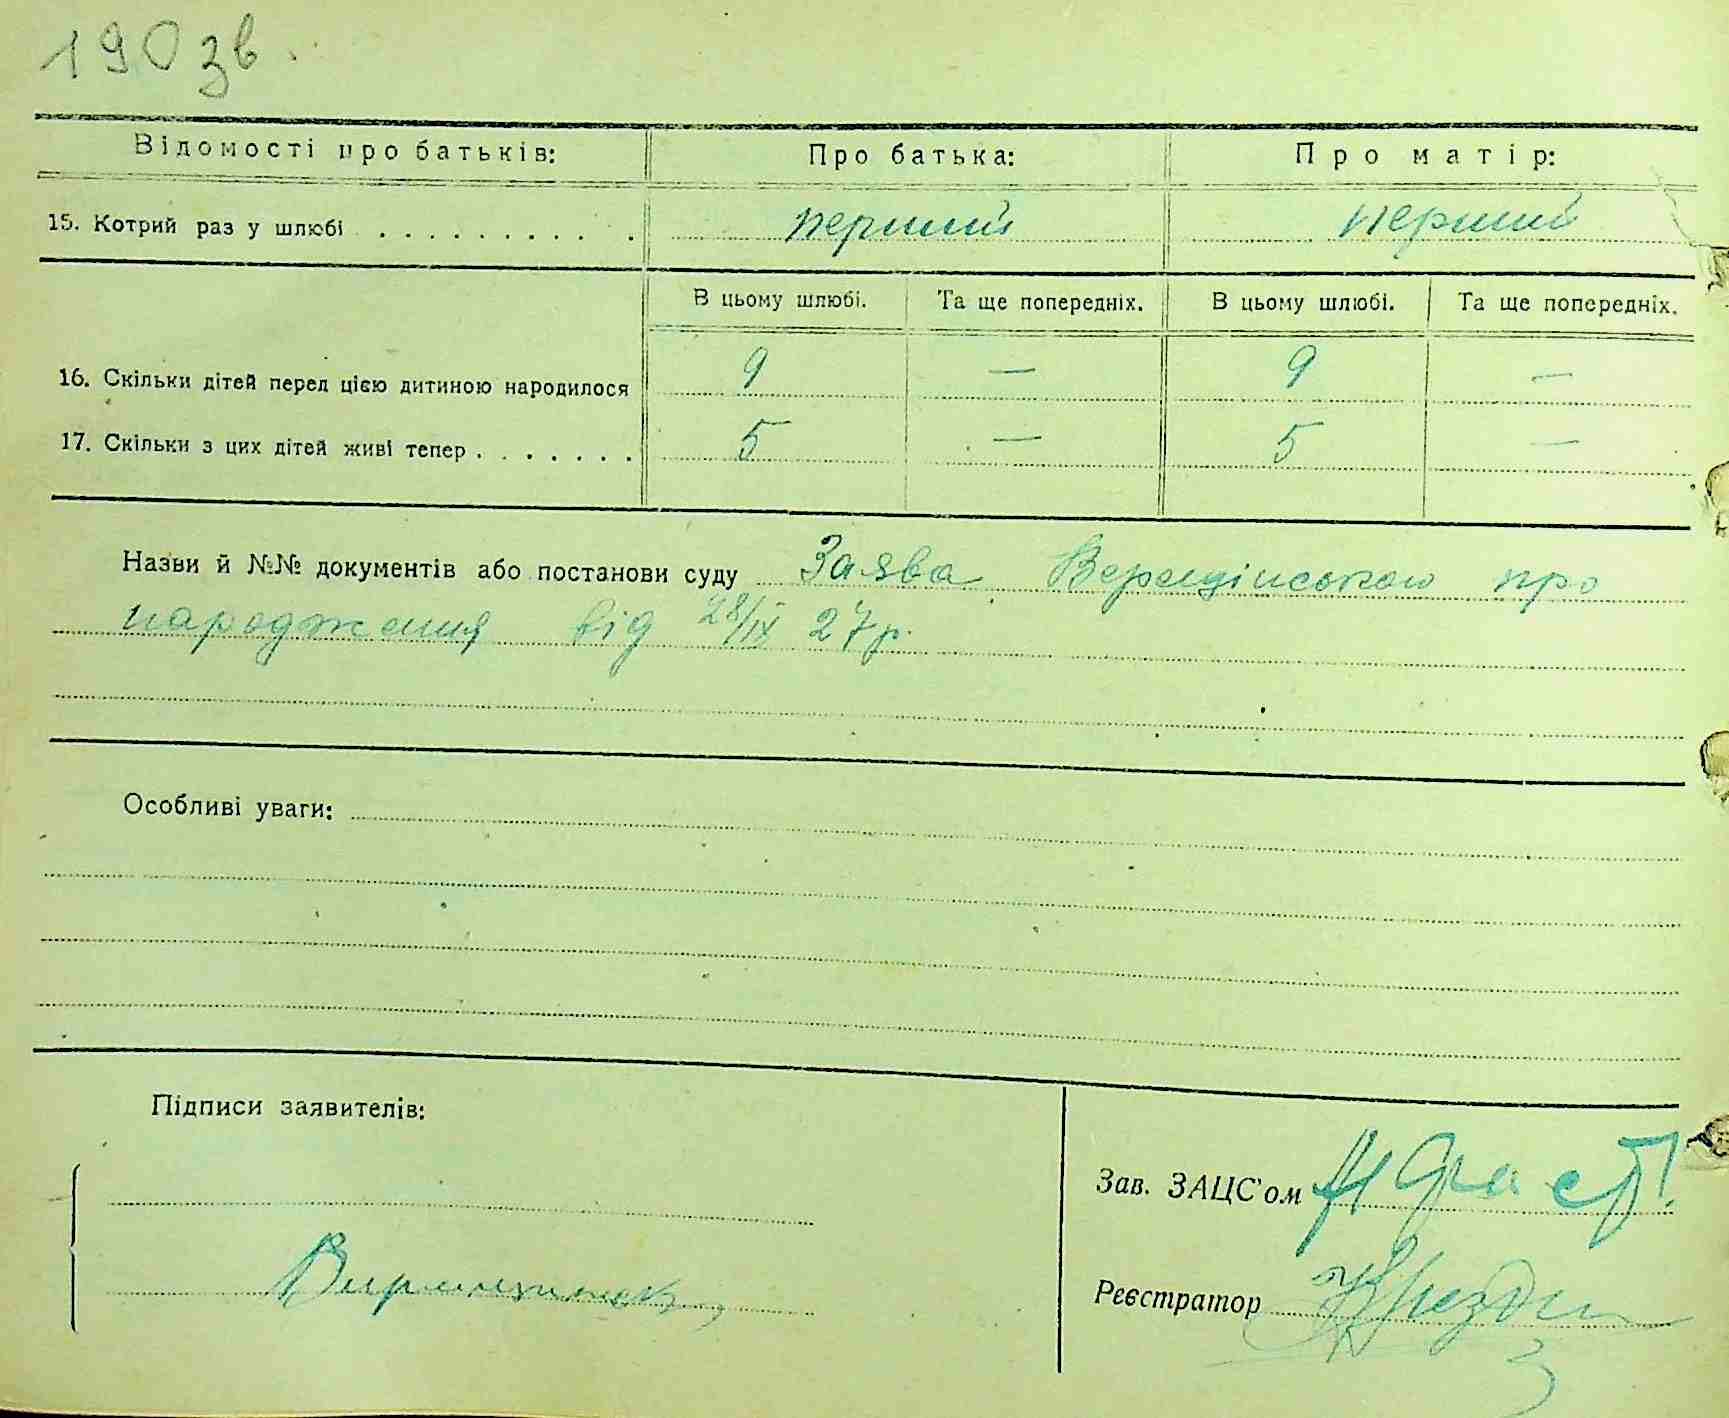 190 зв.
Відомості про батьків: Про батька: Про матір:
15. Котрий раз у шлюбі . . . . . . . . . . перший перший
В цьому шлюбі. Та ще попередніх. В цьому шлюбі. Та ще попередніх.
16. Скільки дітей перед цією дитиною народилося 9 — 9 —
17. Скільки з цих дітей живі тепер . . . . . . . 5 — 5 —
Назви й №№ документів або постанови суду Заява про
народження від 28/IX 27р.
Особливі уваги:
Підписи заявителів:
Зав. ЗАЦС'ом
Реєстратор